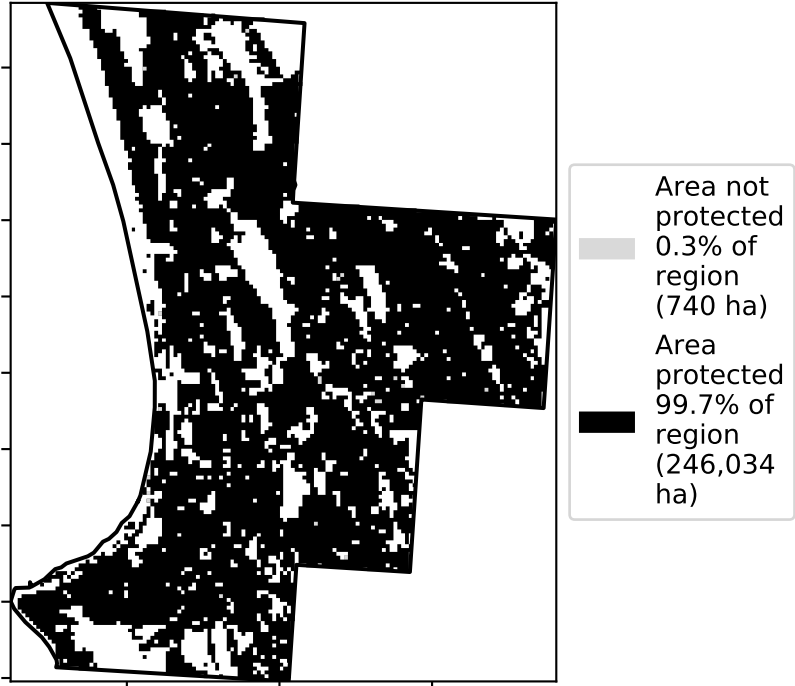 Area not
protected
0.3% of
region
(740 ha)
Area
protected
99.7% of
region
(246,034
ha)